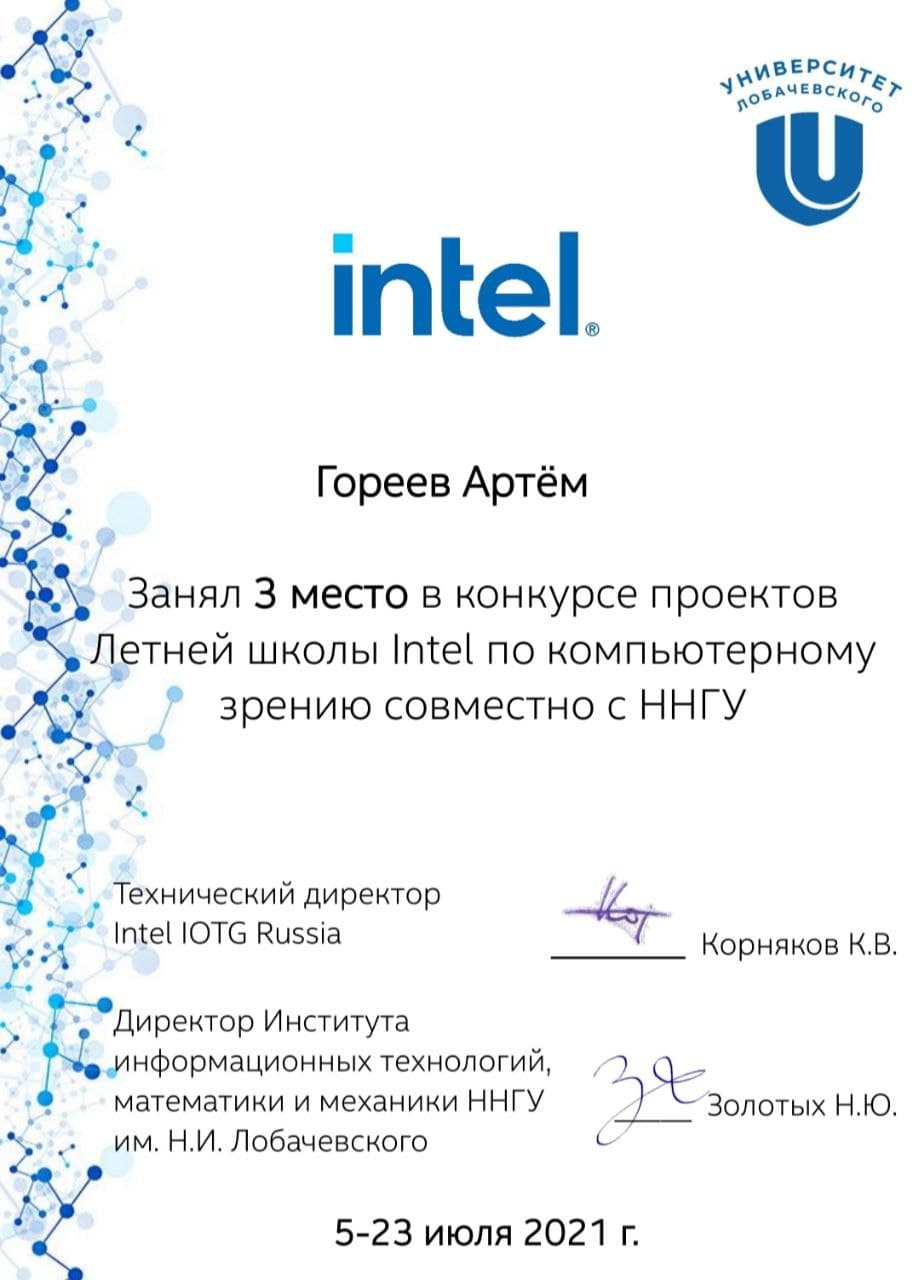 УНИВЕРСИТЕТ
ЛОБАЧЕВСКОГО
intel®
Гореев Артём
Занял 3 место в конкурсе проектов
Летней школы Intel по компьютерному
зрению совместно с ННГУ
Технический директор
Intel IOTG Russia
Корняков К.В.
Директор Института
информационных технологий,
математики и механики ННГУ
им. Н.И. Лобачевского
Золотых Н.Ю.
5-23 июля 2021 г.